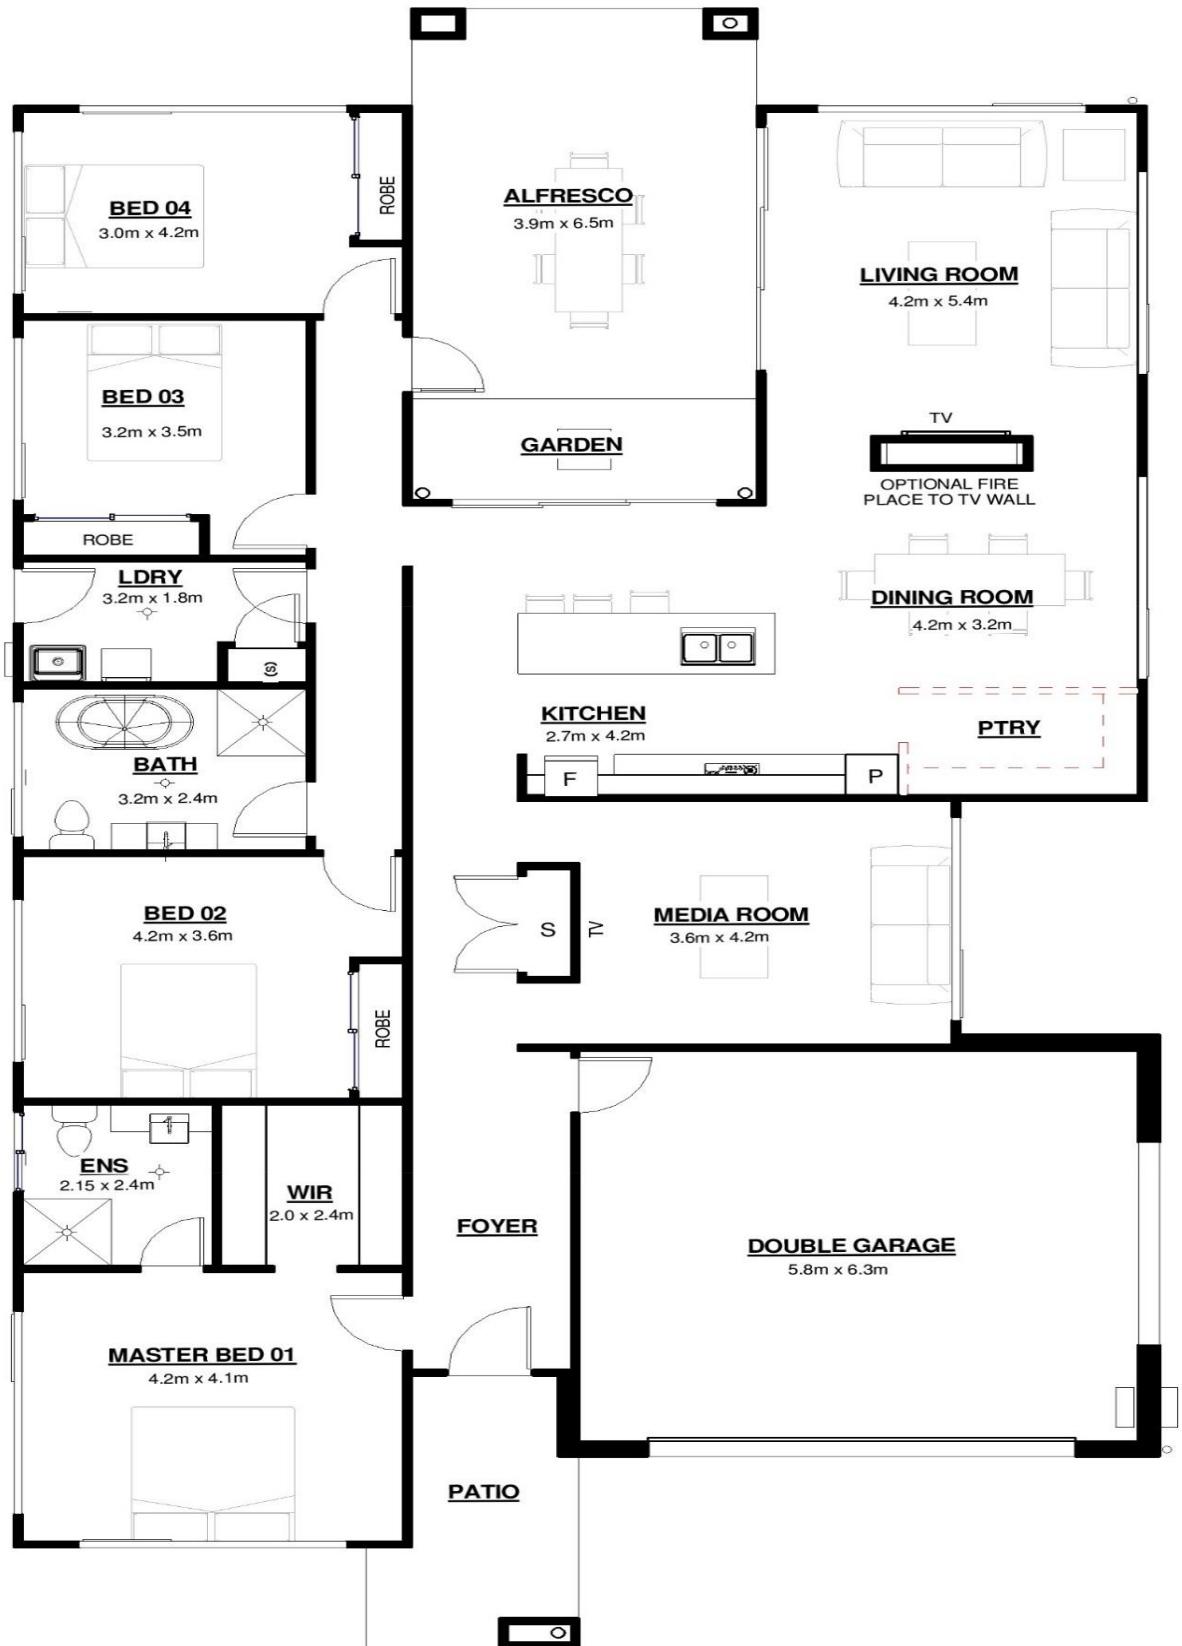 BED 04
3.0m x 4.2m
ROBE
ALFRESCO
3.9m x 6.5m
LIVING ROOM
4.2m x 5.4m
BED 03
3.2m x 3.5m
ROBE
GARDEN
TV
OPTIONAL FIRE
PLACE TO TV WALL
LDRY
3.2m x 1.8m
(s)
DINING ROOM
4.2m x 3.2m
KITCHEN
2.7m x 4.2m
PTRY
F
P
BATH
3.2m x 2.4m
BED 02
4.2m x 3.6m
ROBE
S
TV
MEDIA ROOM
3.6m x 4.2m
ENS
2.15 x 2.4m
WIR
2.0 x 2.4m
FOYER
DOUBLE GARAGE
5.8m x 6.3m
MASTER BED 01
4.2m x 4.1m
PATIO